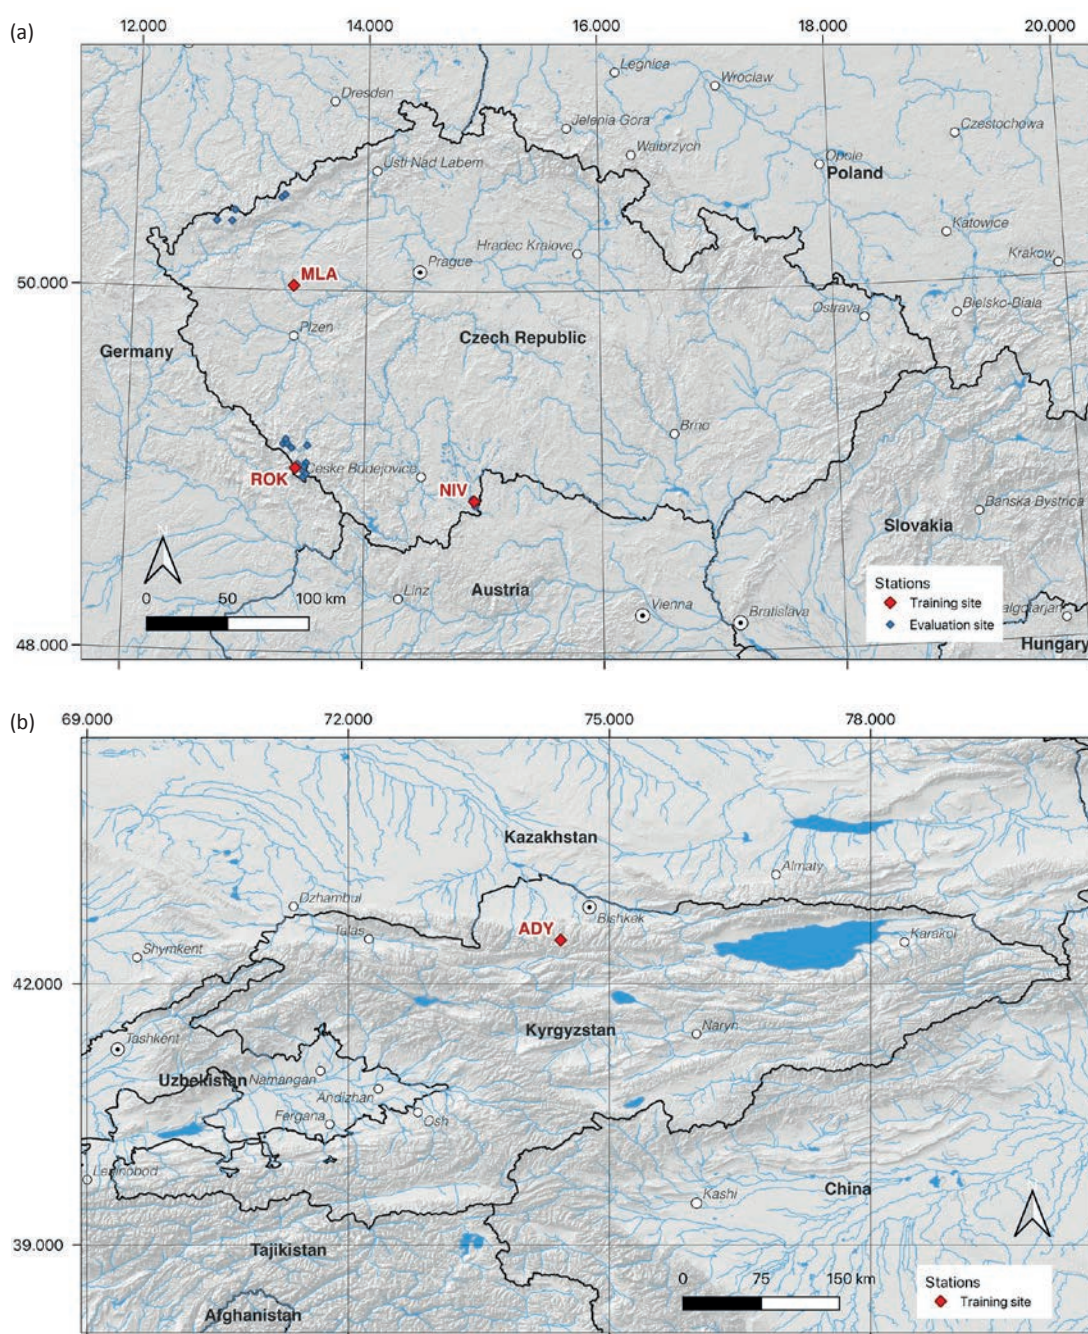 (a)
12.000 14.000 16.000 18.000 20.000
Legnica
Wroclaw
Dresden
Jelenia Gora
Czestochowa
Walbrzych
Usti Nad Labem
Opole
Poland
Katowice
Hradec Kralove
Krakow
Prague
MLA
50.000
Ostrava
Bielsko-Biala
Plzen
Czech Republic
Germany
Brno
Ceske Budejovice
ROK
NIV
Banska Bystrica
Slovakia
N
Stations
Training site
Evaluation site
0 50 100 km
Linz
Austria
Vienna
Bratislava
algotarjan
48.000
Hungary
(b)
69.000 72.000 75.000 78.000
Kazakhstan
Almaty
Dzhambul
Bishkek
ADY
Talas
Karakol
Shymkent
42.000
Kyrgyzstan
Naryn
Tashkent
Uzbekistan
Namangan
Andizhan
Fergana
Osh
Leninobod
Kashi
China
39.000
Tajikistan
0 75 150 km
Stations
Training site
Afghanistan